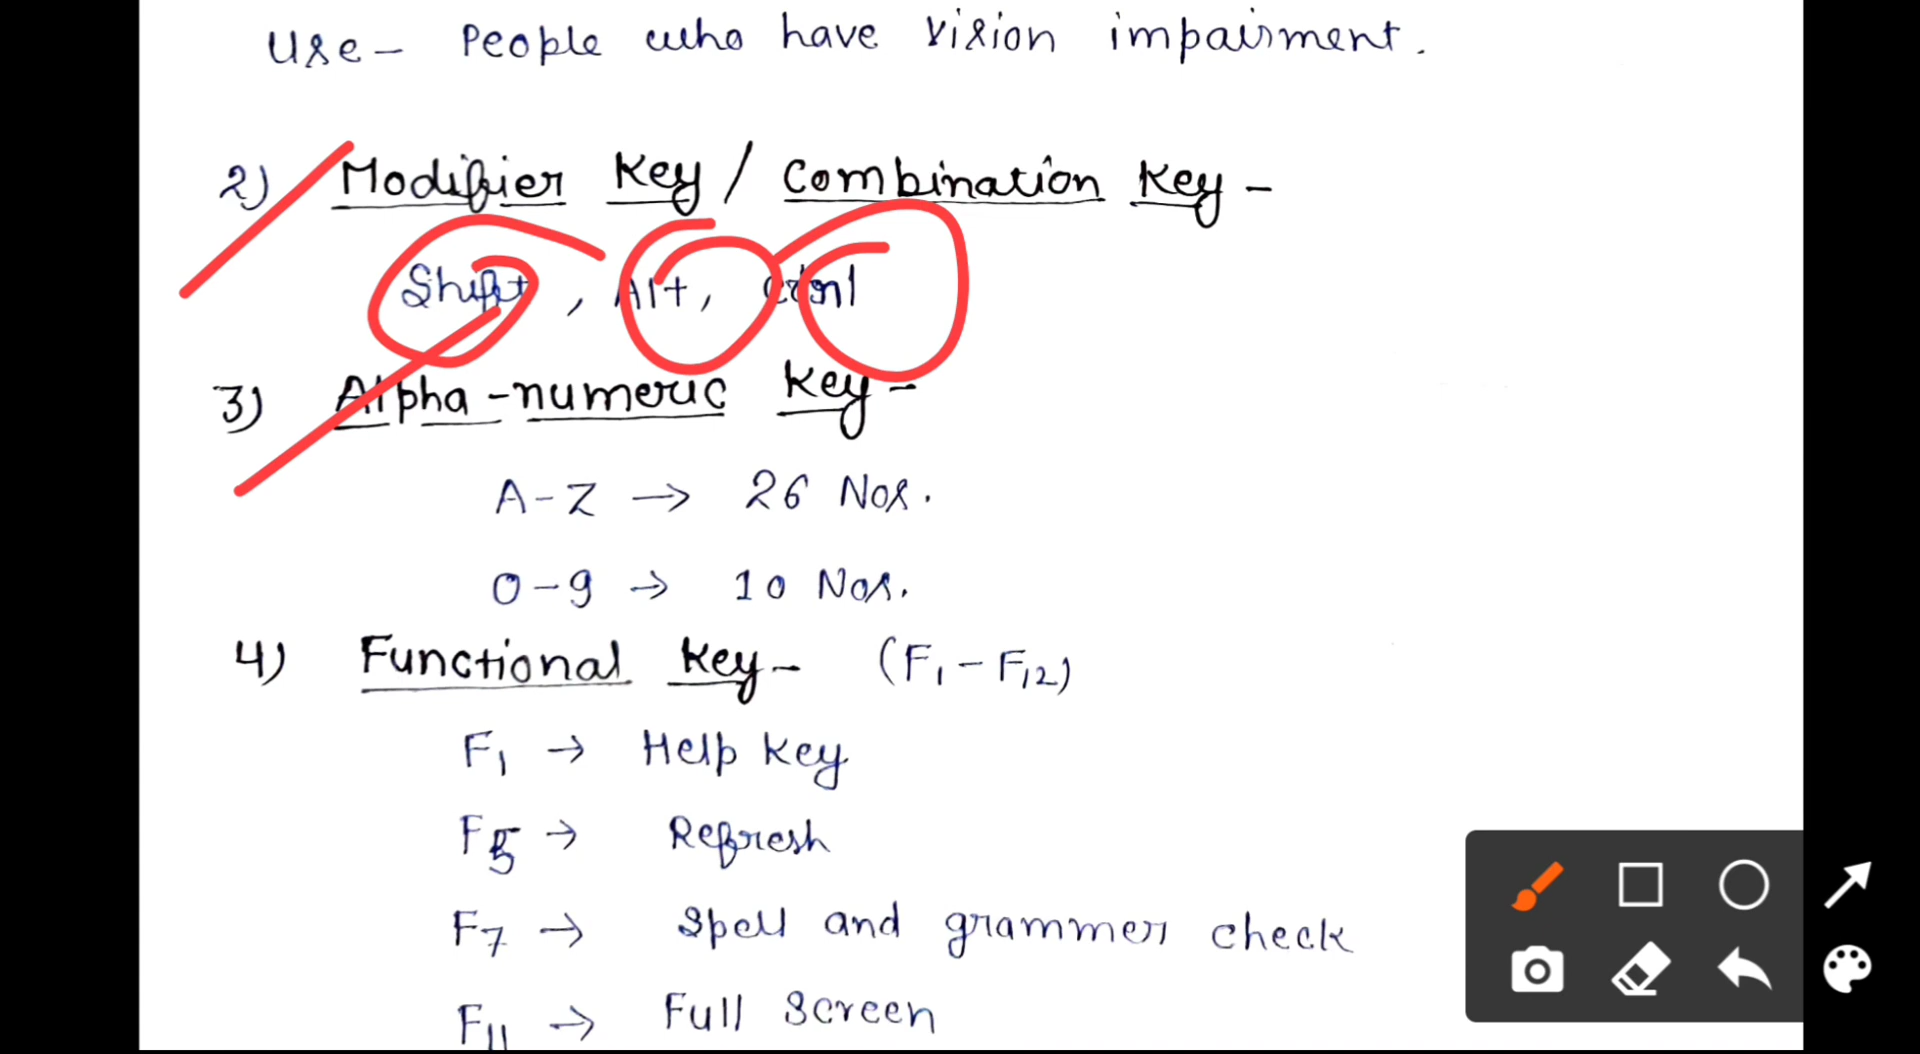 Use - People who have vision impairment.
2) Modifier Key / Combination Key -
Shift, Alt, Ctrl
3) Alpha-numeric Key -
A-Z → 26 Nos.
0-9 → 10 Nos.
4) Functional Key - (F1 - F12)
F1 → Help Key
F5 → Refresh
F7 → Spell and grammer check
F11 → Full Screen